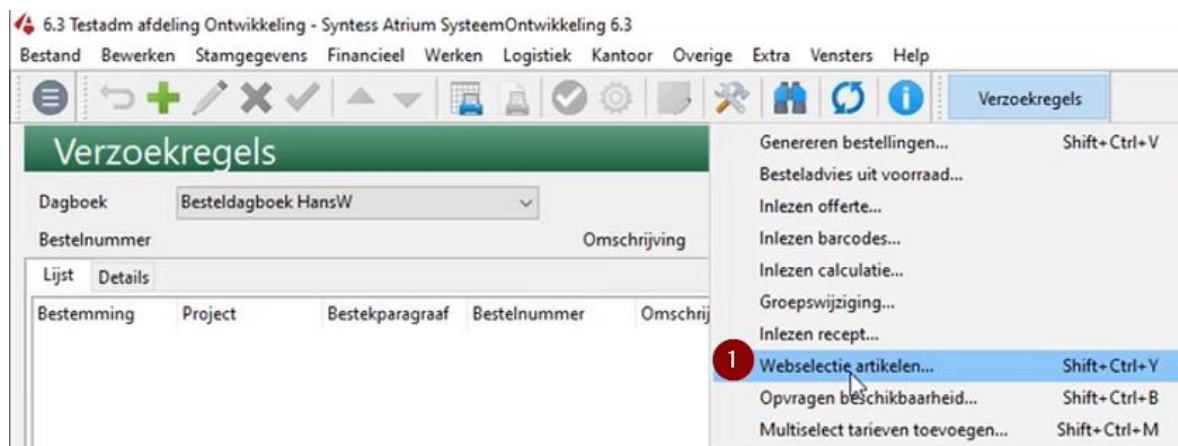 6.3 Testadm afdeling Ontwikkeling - Syntess Atrium SysteemOntwikkeling 6.3
Bestand Bewerken Stamgegevens Financieel Werken Logistiek Kantoor Overige Extra Vensters Help
Verzoekregels
Verzoekregels
Dagboek Besteldagboek HansW
Bestelnummer Omschrijving
Lijst Details
Bestemming Project Bestekparagraaf Bestelnummer Omschrij
Genereren bestellingen... Shift+Ctrl+V
Besteladvies uit voorraad...
Inlezen offerte...
Inlezen barcodes...
Inlezen calculatie...
Groepswijziging...
Inlezen recept...
1 Webselectie artikelen... Shift+Ctrl+Y
Opvragen beschikbaarheid... Shift+Ctrl+B
Multiselect tarieven toevoegen... Shift+Ctrl+M